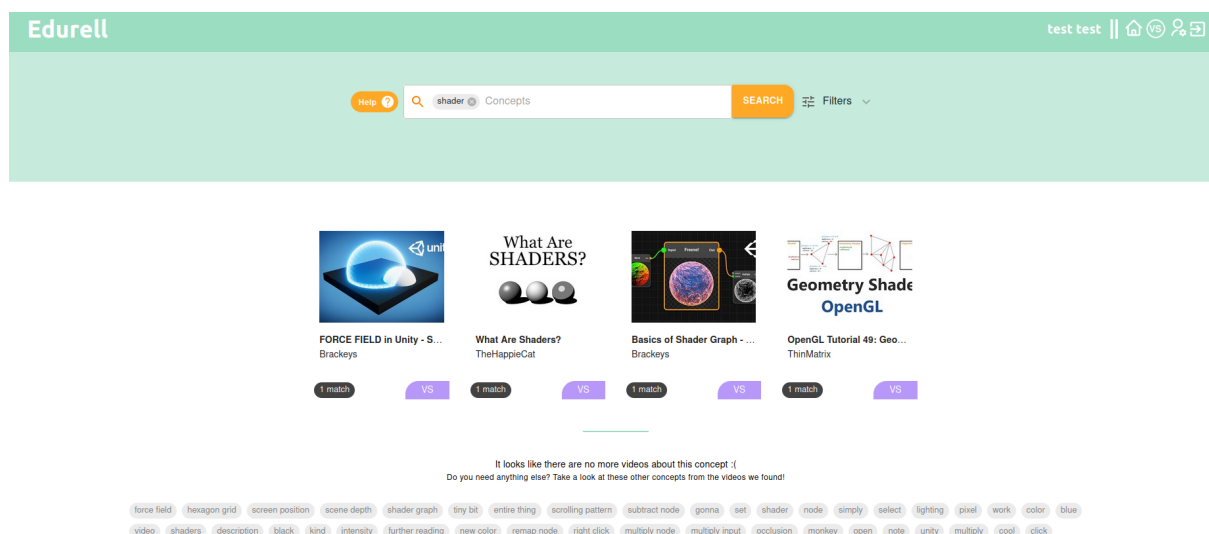 Edurell
test test || VS
Help ?
shader Concepts
SEARCH
Filters
unit
What Are
SHADERS?
Fresnel
Geometry Shade
OpenGL
FORCE FIELD in Unity - S...
What Are Shaders?
Basics of Shader Graph - ...
OpenGL Tutorial 49: Geo...
Brackeys
TheHappieCat
Brackeys
ThinMatrix
1 match VS
1 match VS
1 match VS
1 match VS
It looks like there are no more videos about this concept :(
Do you need anything else? Take a look at these other concepts from the videos we found!
force field hexagon grid screen position scene depth shader graph tiny bit entire thing scrolling pattern subtract node gonna set shader node simply select lighting pixel work color blue
video shaders description black kind intensity further reading new color remap node right click multiply node multiply input occlusion monkey open note unity multiply cool click